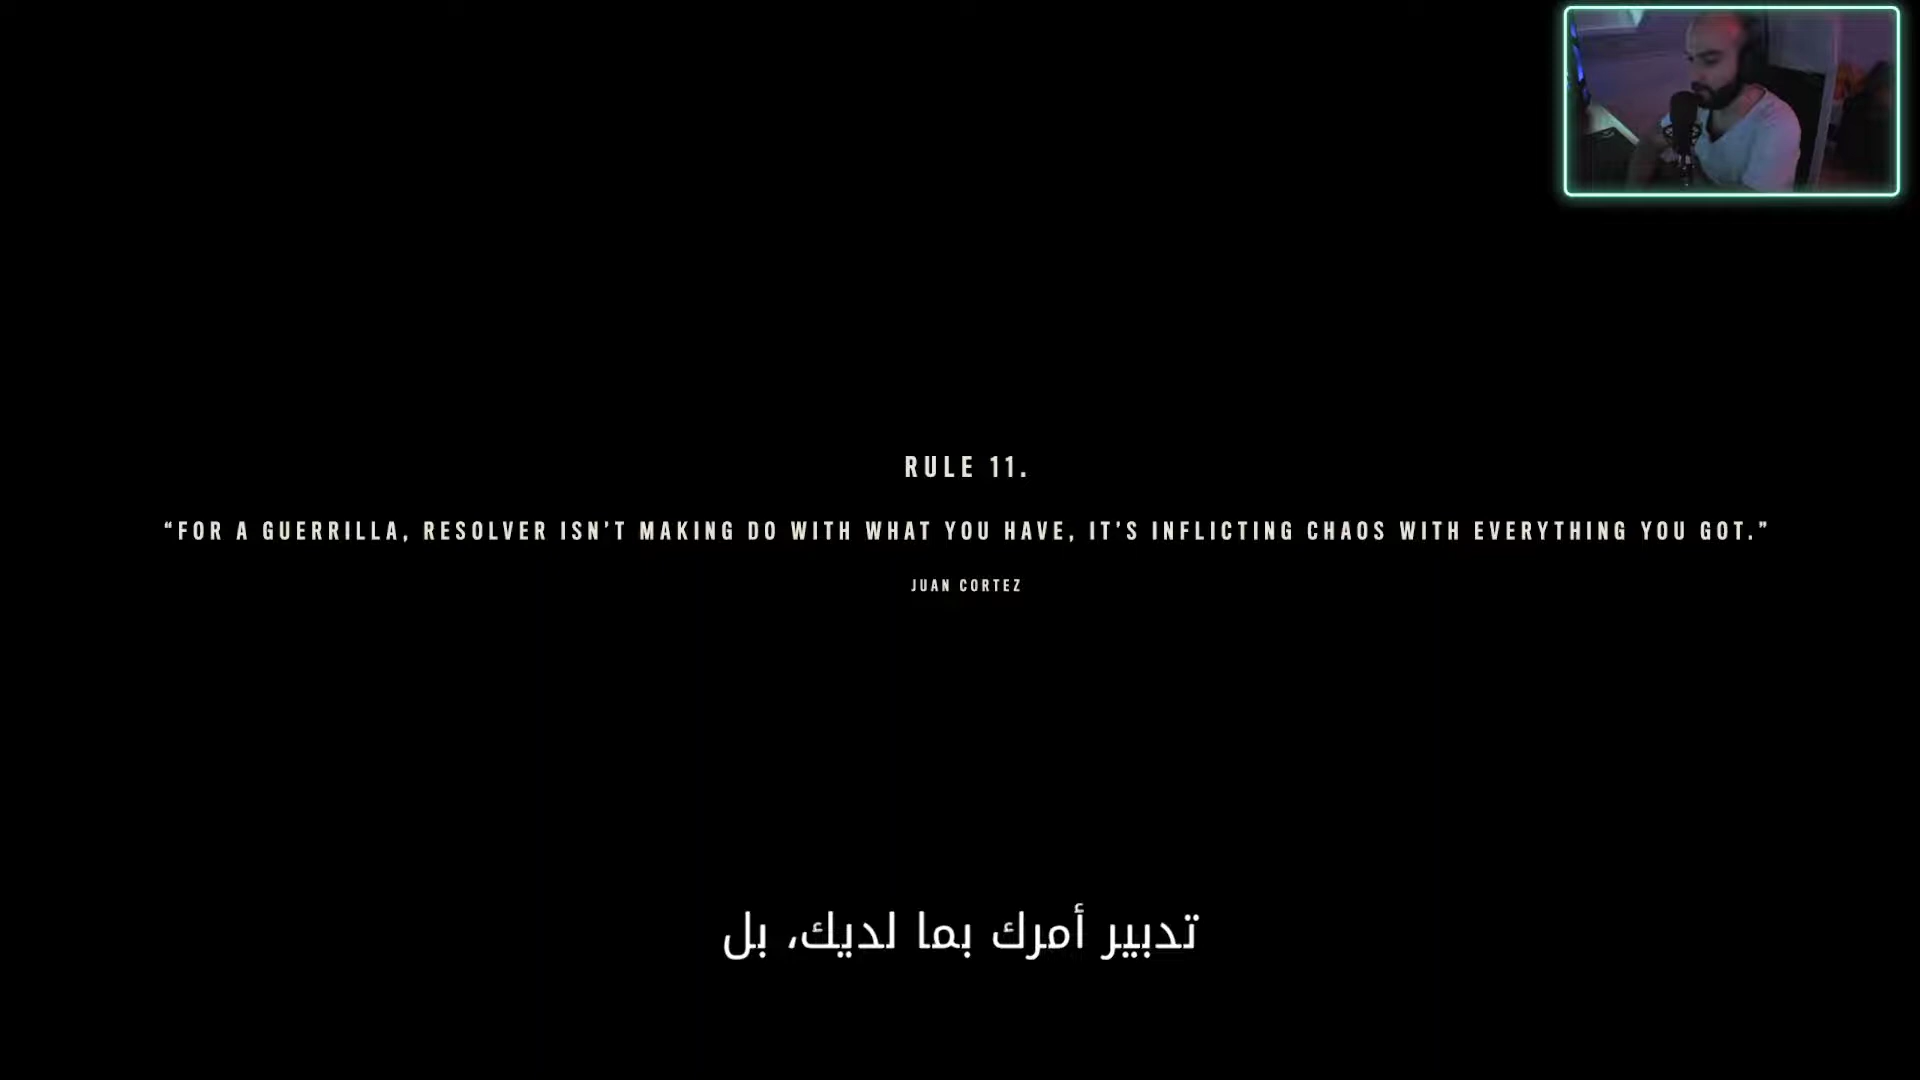 RULE 11.
“FOR A GUERRILLA, RESOLVER ISN’T MAKING DO WITH WHAT YOU HAVE, IT’S INFLICTING CHAOS WITH EVERYTHING YOU GOT.”
JUAN CORTEZ
تدبير أمرك بما لديك، بل